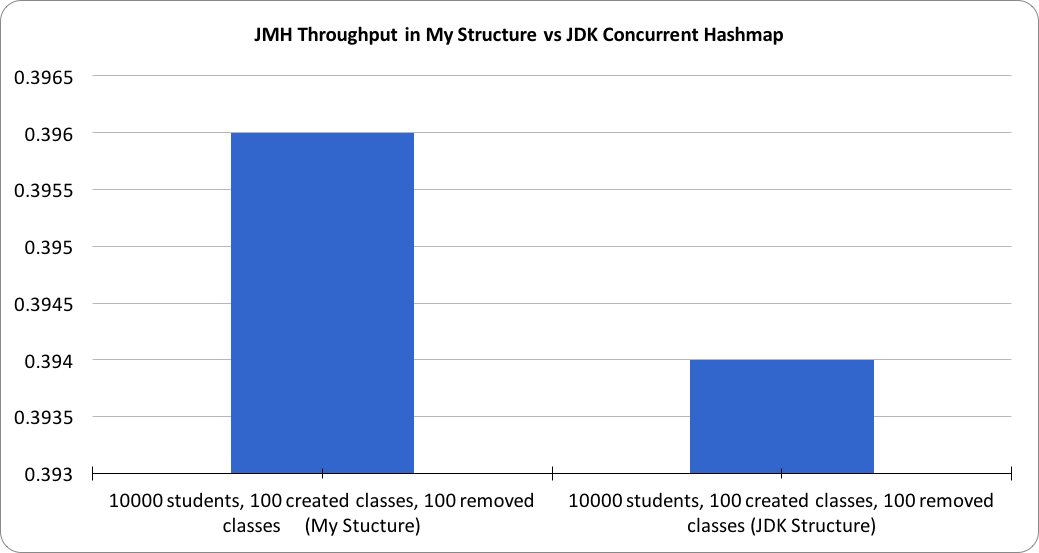 JMH Throughput in My Structure vs JDK Concurrent Hashmap
0.3965
0.396
0.3955
0.395
0.3945
0.394
0.3935
0.393
10000 students, 100 created classes, 100 removed
classes (My Stucture)
10000 students, 100 created classes, 100 removed
classes (JDK Structure)